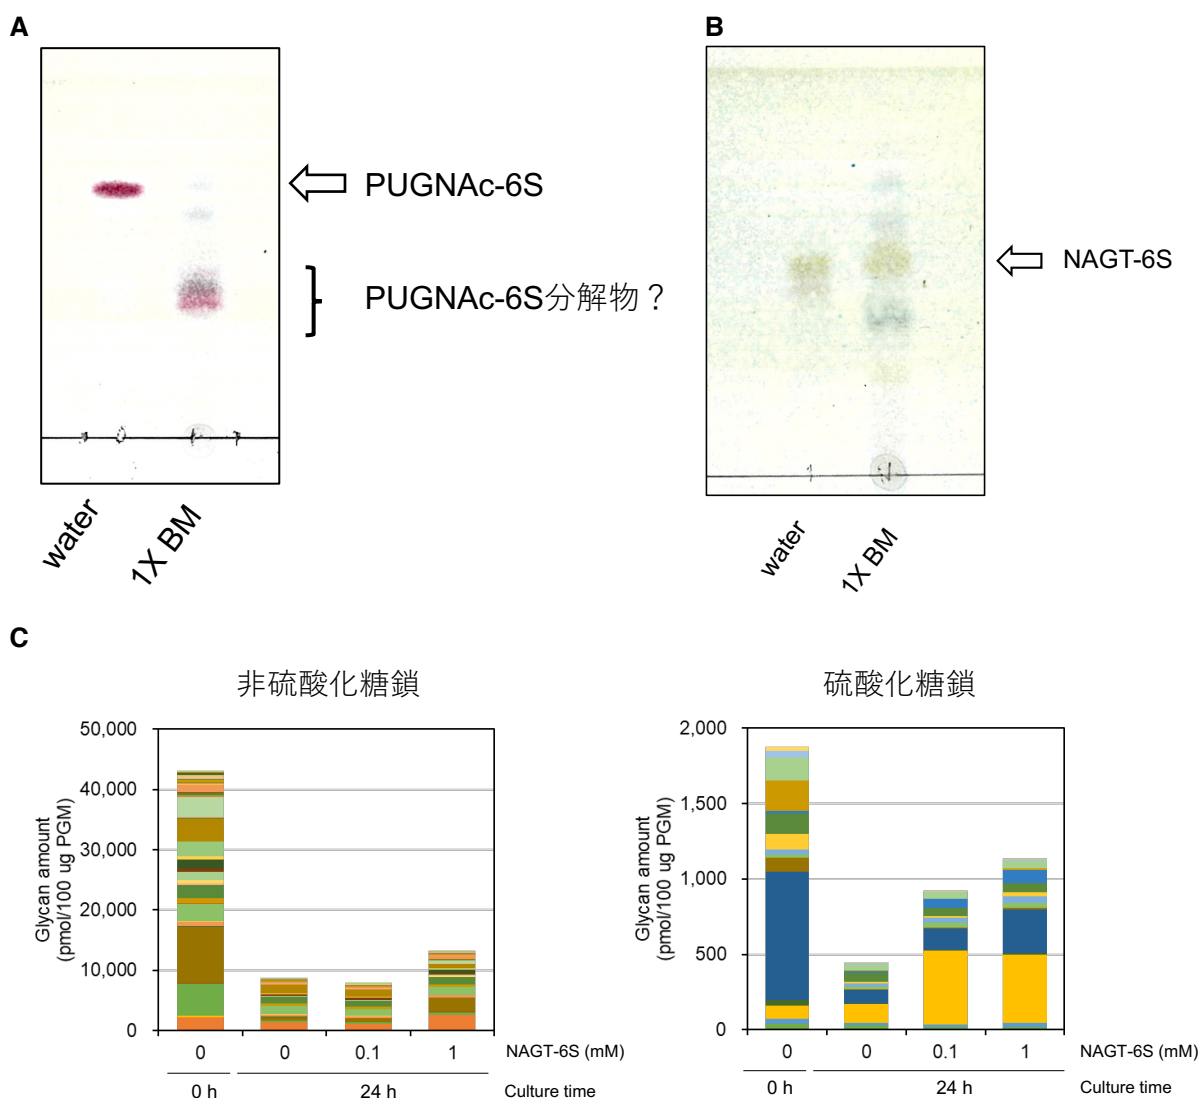 A
B
PUGNAc-6S
PUGNAc-6S分解物？
NAGT-6S
water
1X BM
water
1X BM
C
非硫酸化糖鎖
硫酸化糖鎖
Glycan amount
(pmol/100 ug PGM)
50,000
40,000
30,000
20,000
10,000
0
0
0
0.1
1
NAGT-6S (mM)
0 h
24 h
Culture time
Glycan amount
(pmol/100 ug PGM)
2,000
1,500
1,000
500
0
0
0
0.1
1
NAGT-6S (mM)
0 h
24 h
Culture time